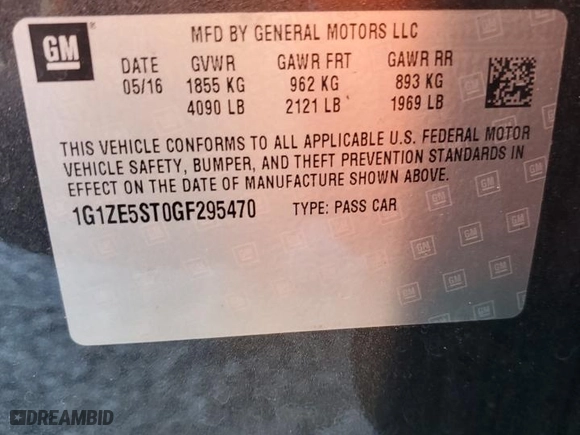 GM
MFD BY GENERAL MOTORS LLC
DATE GVWR GAWR FRT GAWR RR
05/16 1855 KG 962 KG 893 KG
4090 LB 2121 LB 1969 LB
THIS VEHICLE CONFORMS TO ALL APPLICABLE U.S. FEDERAL MOTOR
VEHICLE SAFETY, BUMPER, AND THEFT PREVENTION STANDARDS IN
EFFECT ON THE DATE OF MANUFACTURE SHOWN ABOVE.
1G1ZE5ST0GF295470 TYPE: PASS CAR
DREAMBID